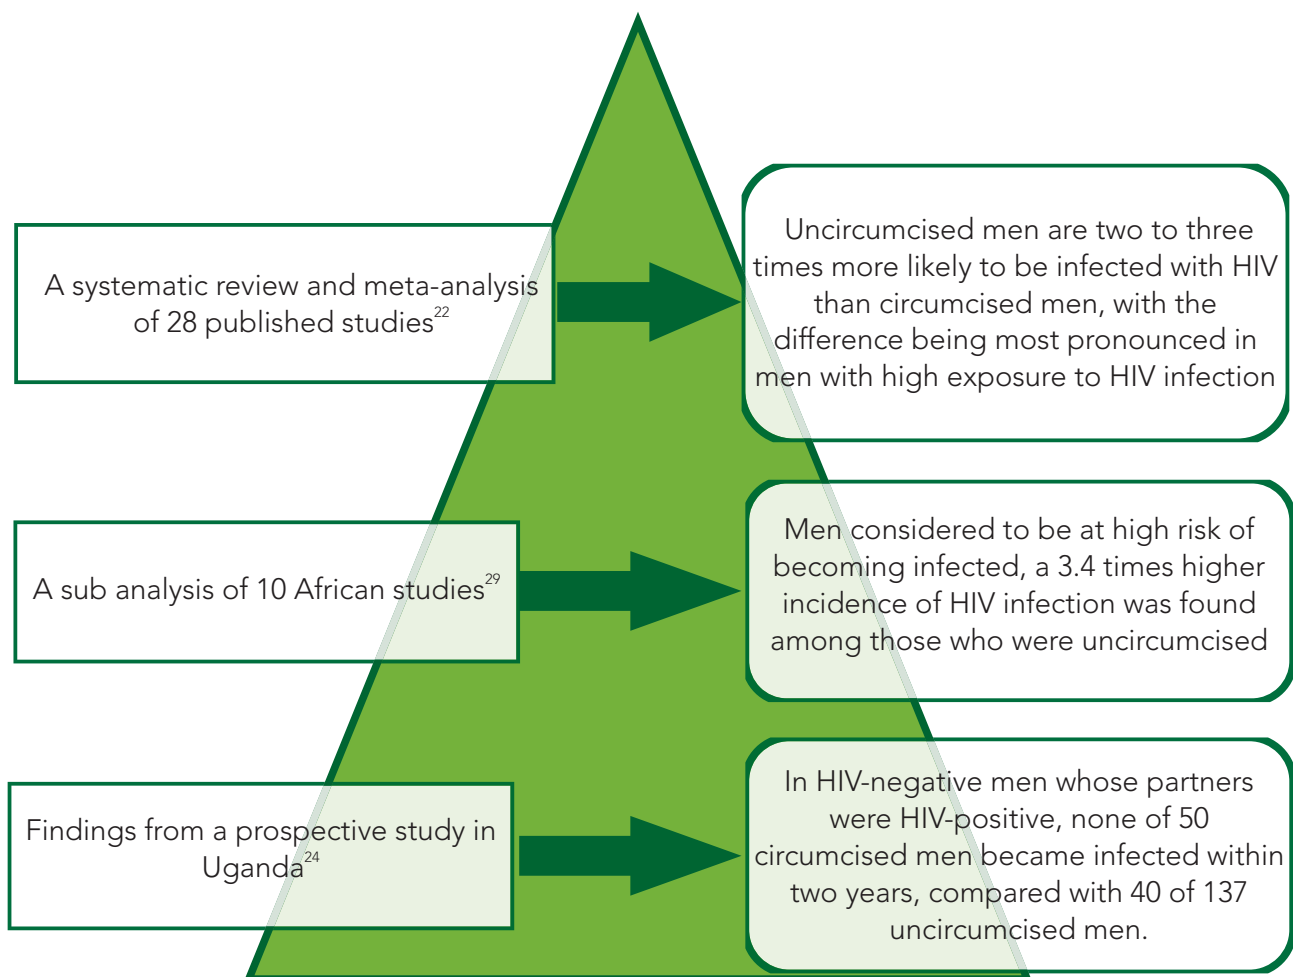 A systematic review and meta-analysis
of 28 published studies22
Uncircumcised men are two to three
times more likely to be infected with HIV
than circumcised men, with the
difference being most pronounced in
men with high exposure to HIV infection
A sub analysis of 10 African studies29
Men considered to be at high risk of
becoming infected, a 3.4 times higher
incidence of HIV infection was found
among those who were uncircumcised
Findings from a prospective study in
Uganda24
In HIV-negative men whose partners
were HIV-positive, none of 50
circumcised men became infected within
two years, compared with 40 of 137
uncircumcised men.